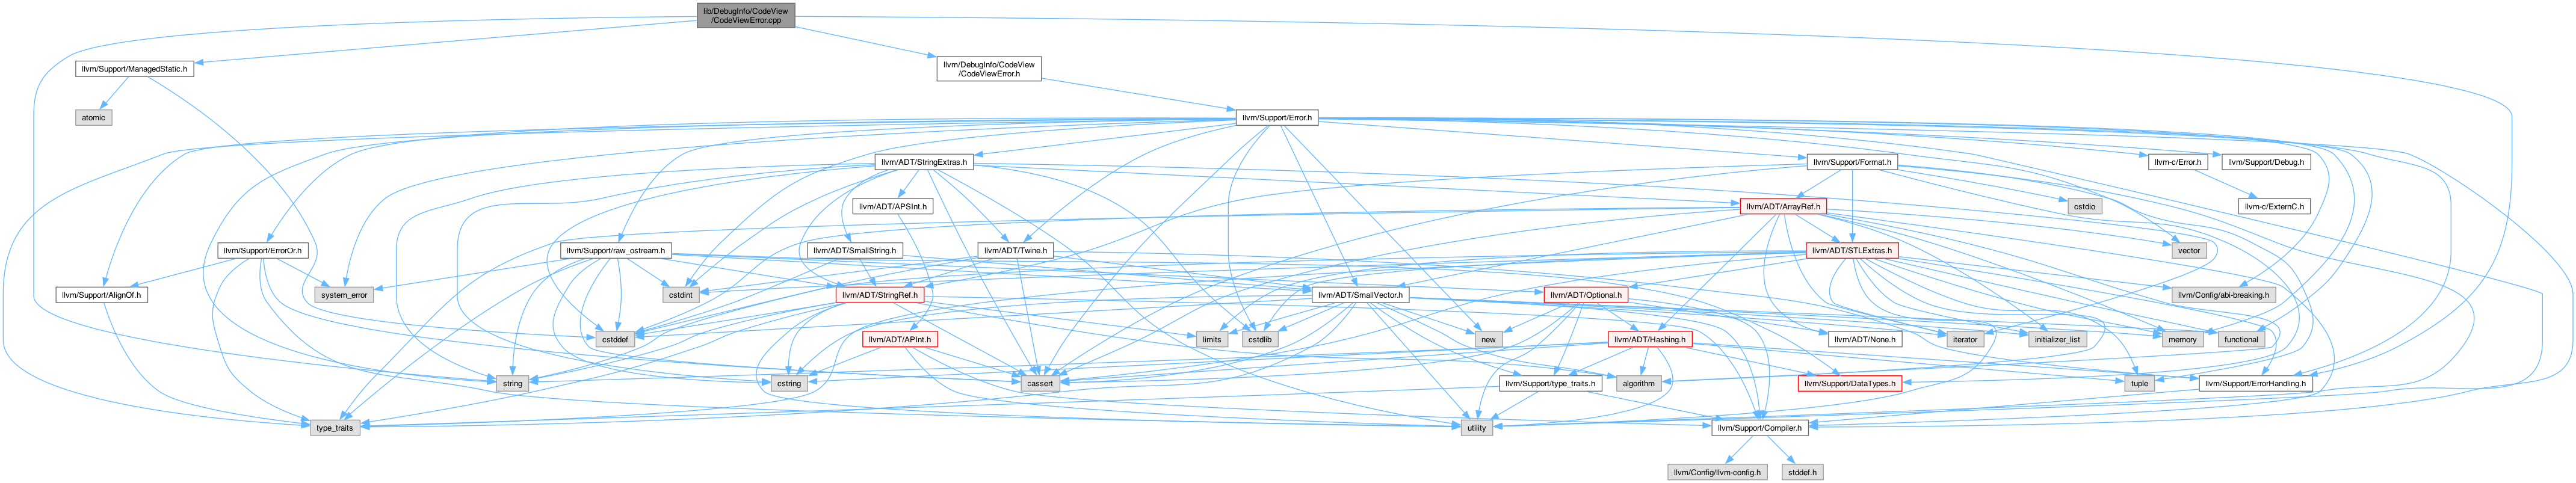 lib/DebugInfo/CodeView
/CodeViewError.cpp
llvm/Support/ManagedStatic.h
llvm/DebugInfo/CodeView
/CodeViewError.h
atomic
llvm/Support/Error.h
llvm/ADT/StringExtras.h
llvm/Support/Format.h
llvm-c/Error.h
llvm/Support/Debug.h
llvm/ADT/APSInt.h
llvm/ADT/ArrayRef.h
cstdio
llvm-c/ExternC.h
llvm/Support/ErrorOr.h
llvm/Support/raw_ostream.h
llvm/ADT/SmallString.h
llvm/ADT/Twine.h
llvm/ADT/STLExtras.h
vector
llvm/Support/AlignOf.h
system_error
cstdint
llvm/ADT/StringRef.h
llvm/ADT/SmallVector.h
llvm/ADT/Optional.h
llvm/Config/abi-breaking.h
cstddef
llvm/ADT/APInt.h
limits
cstdlib
new
llvm/ADT/Hashing.h
llvm/ADT/None.h
iterator
initializer_list
memory
functional
string
cstring
cassert
llvm/Support/type_traits.h
algorithm
llvm/Support/DataTypes.h
tuple
llvm/Support/ErrorHandling.h
type_traits
utility
llvm/Support/Compiler.h
llvm/Config/llvm-config.h
stddef.h